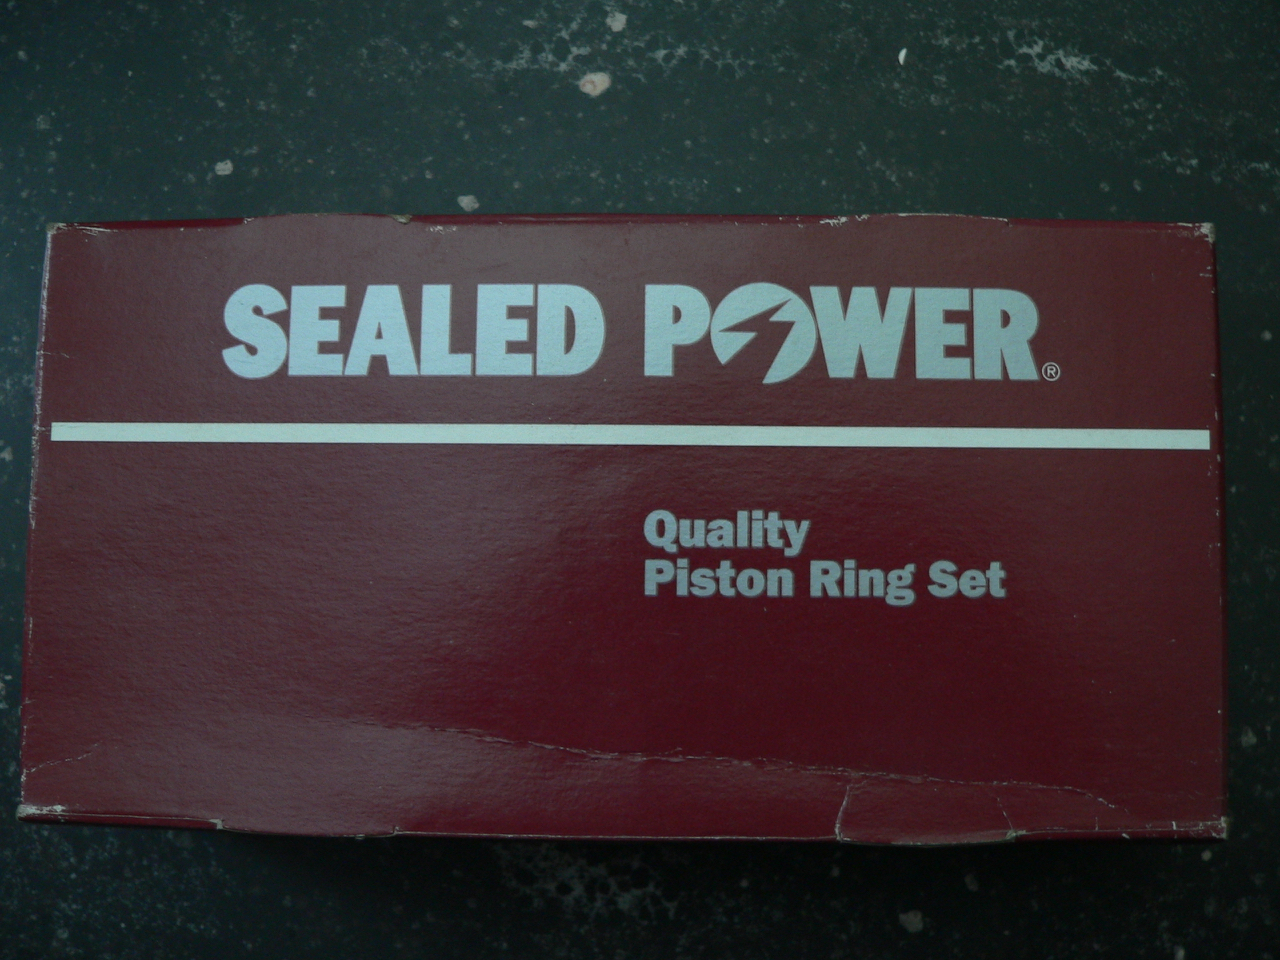 SEALED POWER®
Quality
Piston Ring Set